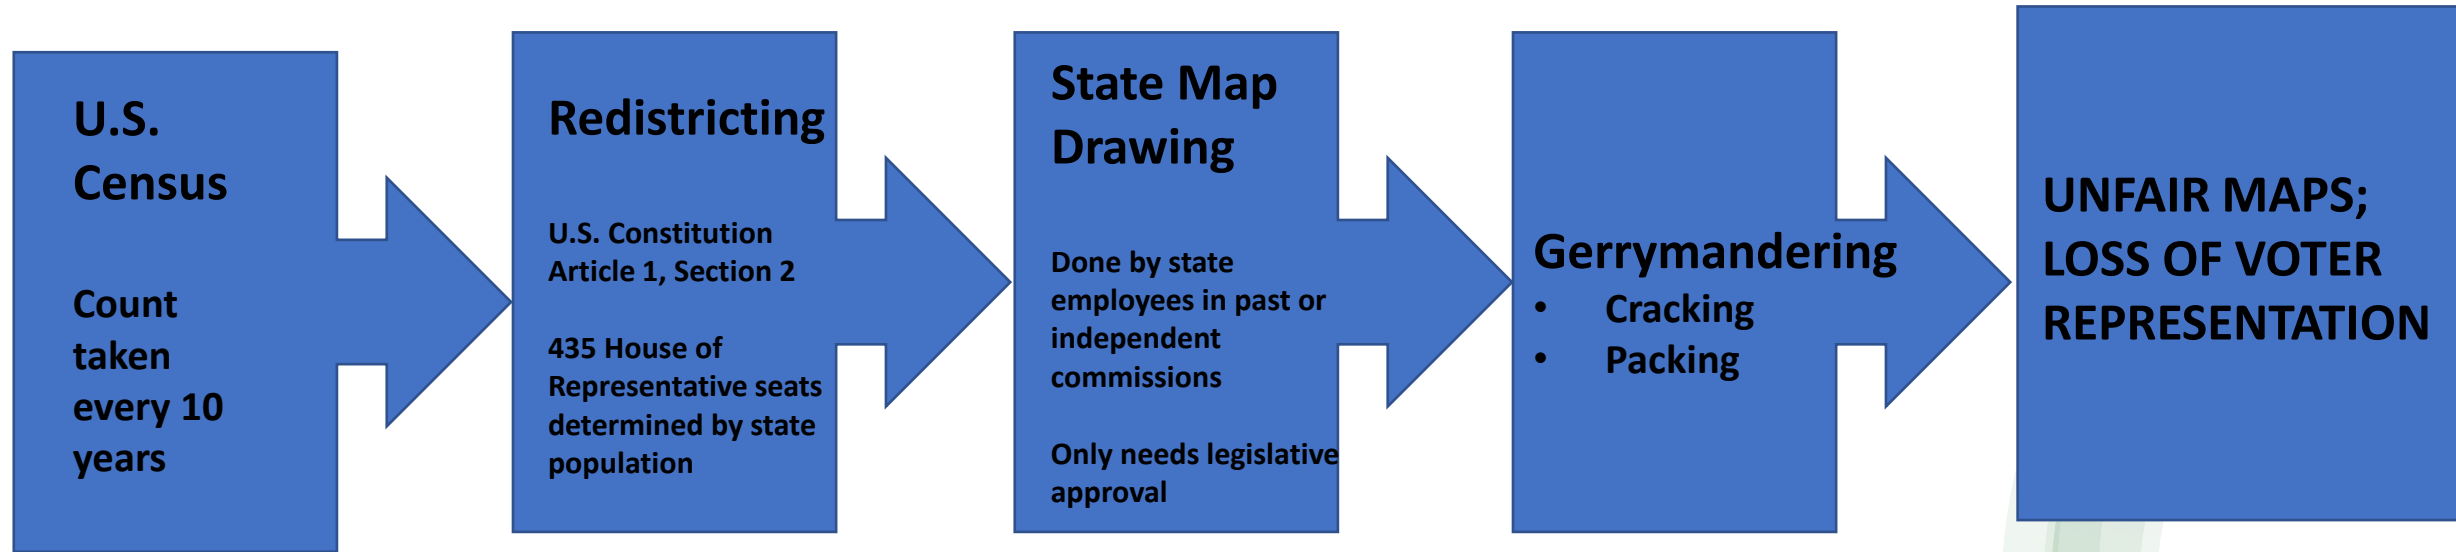 U.S.
Census
Count
taken
every 10
years
Redistricting
U.S. Constitution
Article 1, Section 2
435 House of
Representative seats
determined by state
population
State Map
Drawing
Done by state
employees in past or
independent
commissions
Only needs legislative
approval
Gerrymandering
• Cracking
• Packing
UNFAIR MAPS;
LOSS OF VOTER
REPRESENTATION